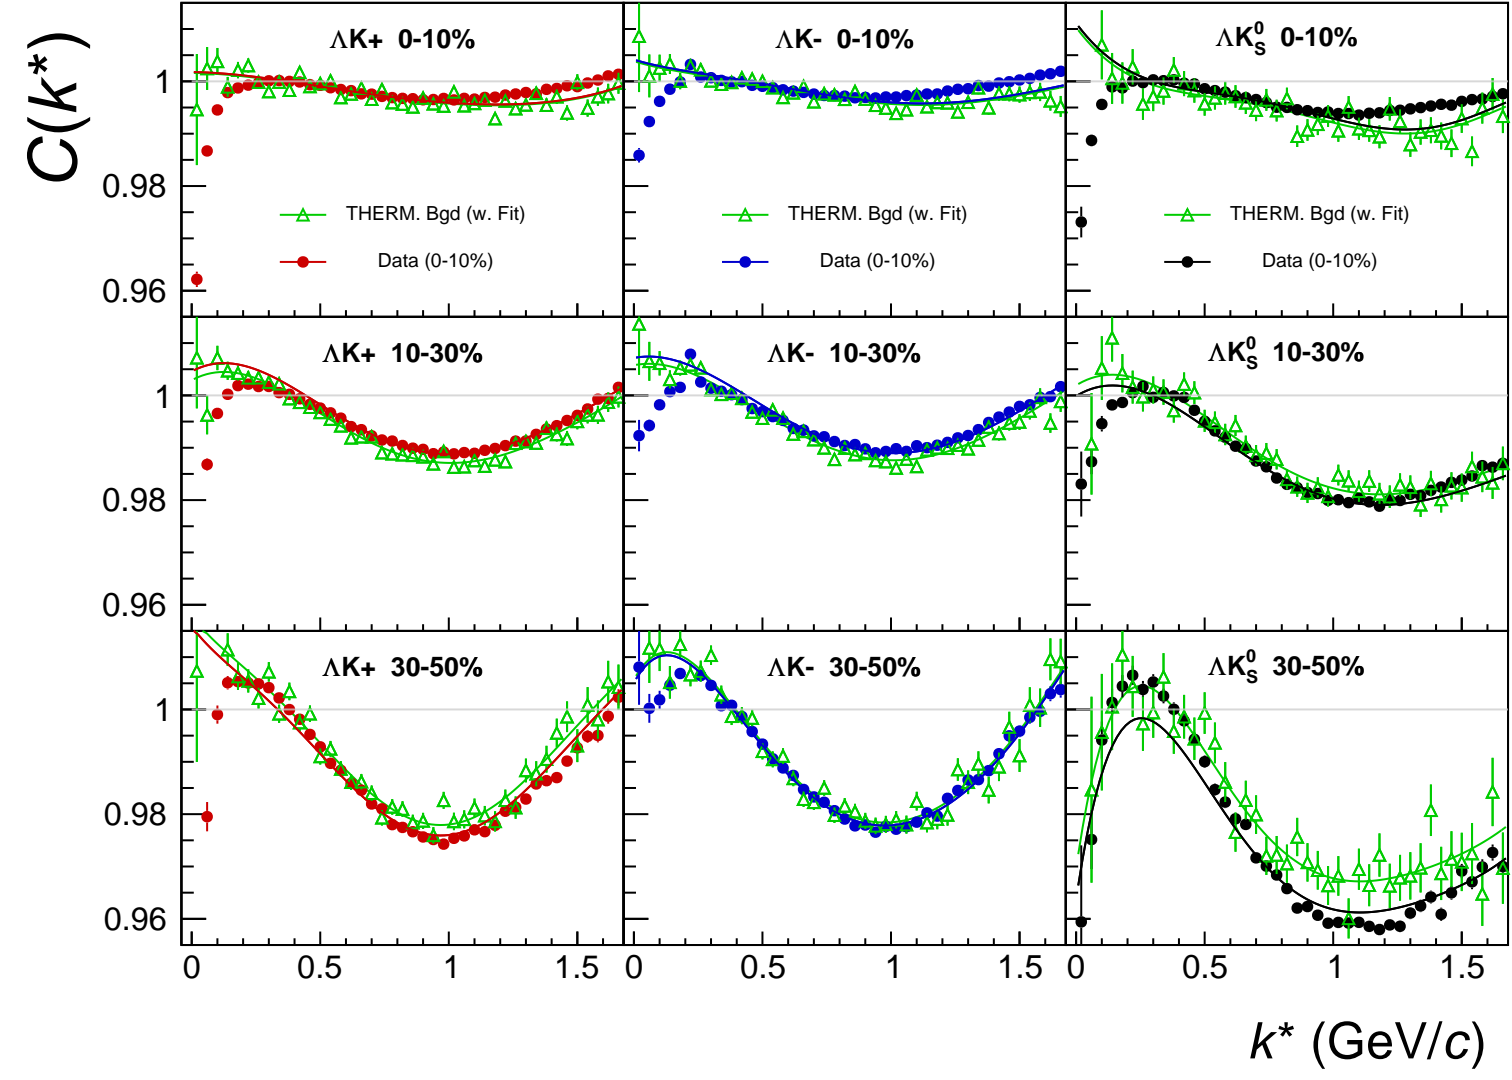 C(k*)
ΛK+ 0-10%
ΛK- 0-10%
ΛK⁰S 0-10%
1
0.98
0.96
THERM. Bgd (w. Fit)
Data (0-10%)
THERM. Bgd (w. Fit)
Data (0-10%)
THERM. Bgd (w. Fit)
Data (0-10%)
ΛK+ 10-30%
ΛK- 10-30%
ΛK⁰S 10-30%
1
0.98
0.96
ΛK+ 30-50%
ΛK- 30-50%
ΛK⁰S 30-50%
1
0.98
0.96
0 0.5 1 1.5
0 0.5 1 1.5
0 0.5 1 1.5
k* (GeV/c)